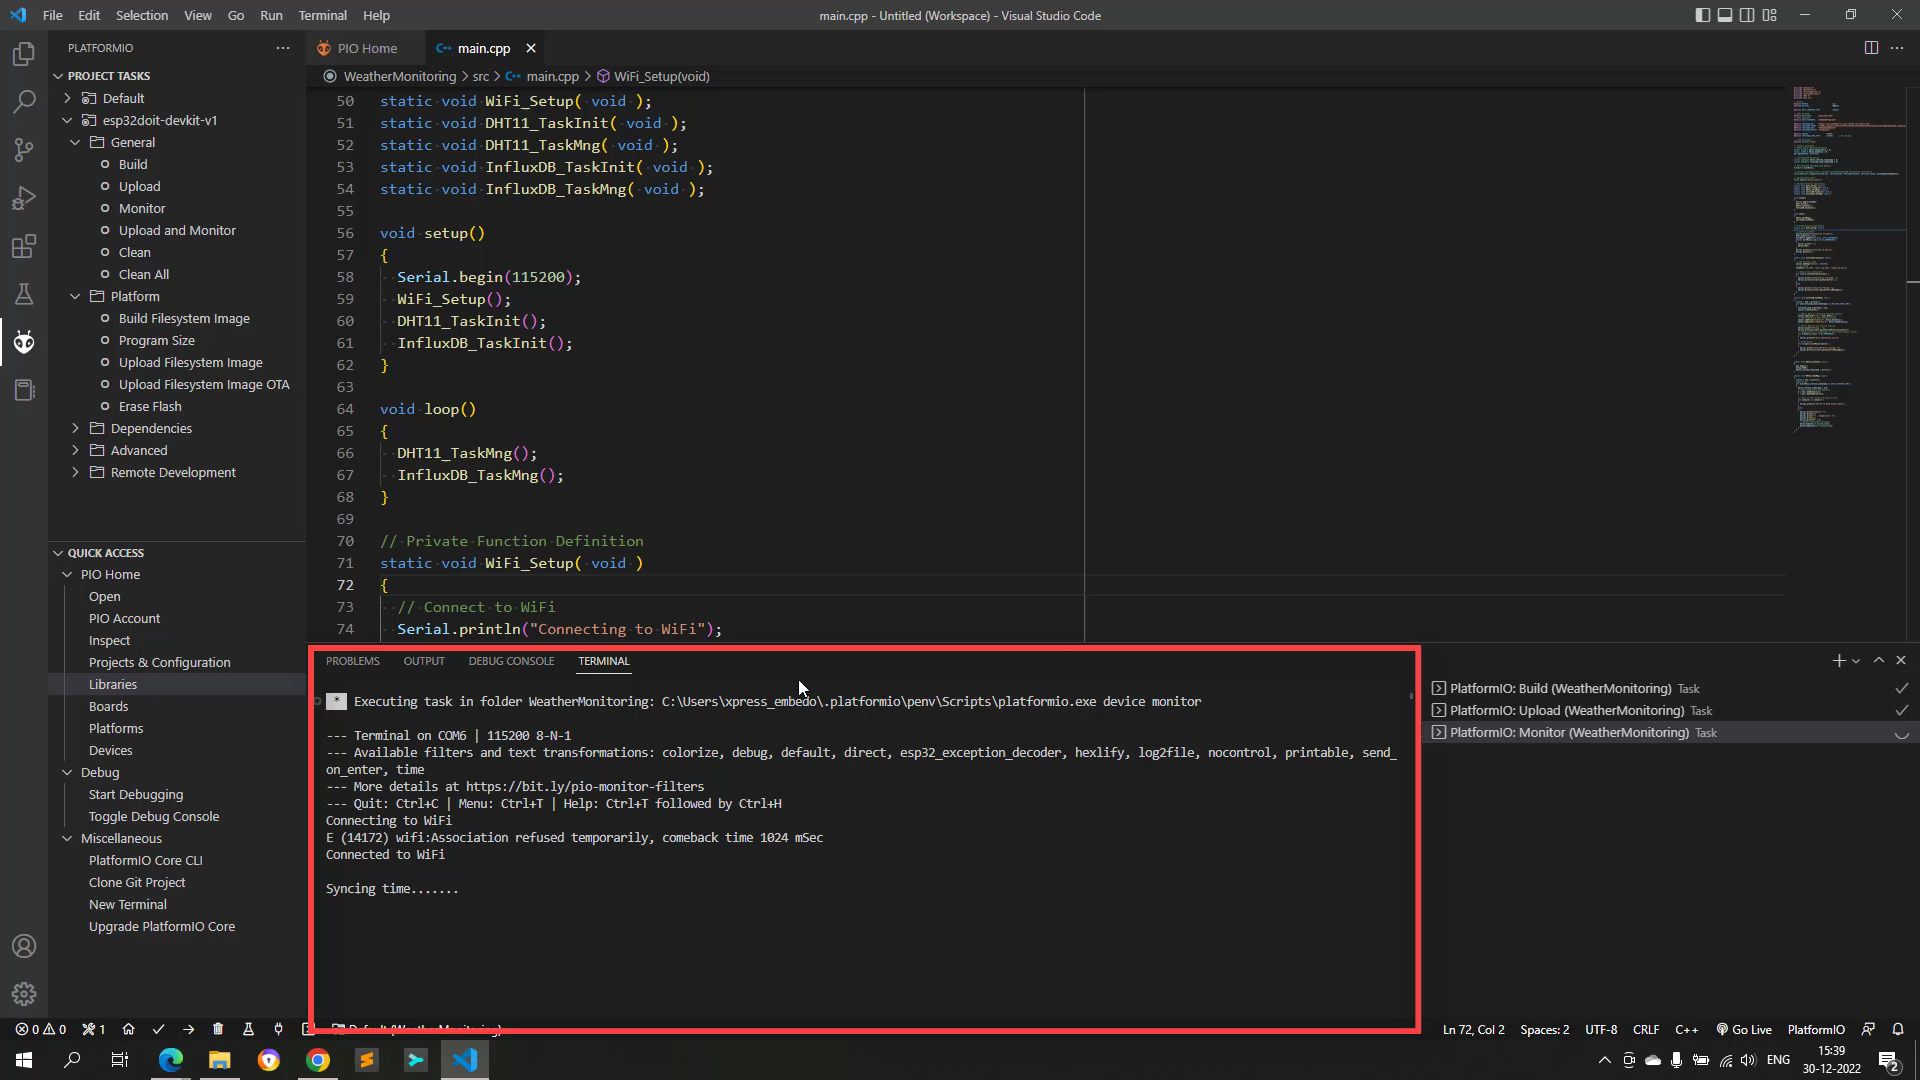 File Edit Selection View Go Run Terminal Help
main.cpp - Untitled (Workspace) - Visual Studio Code
PLATFORMIO
PROJECT TASKS
Default
esp32doit-devkit-v1
General
Build
Upload
Monitor
Upload and Monitor
Clean
Clean All
Platform
Build Filesystem Image
Program Size
Upload Filesystem Image
Upload Filesystem Image OTA
Erase Flash
Dependencies
Advanced
Remote Development
QUICK ACCESS
PIO Home
Open
PIO Account
Inspect
Projects & Configuration
Libraries
Boards
Platforms
Devices
Debug
Start Debugging
Toggle Debug Console
Miscellaneous
PlatformIO Core CLI
Clone Git Project
New Terminal
Upgrade PlatformIO Core
PIO Home
main.cpp
WeatherMonitoring > src > main.cpp > WiFi_Setup(void)
50 static void WiFi_Setup( void );
51 static void DHT11_TaskInit( void );
52 static void DHT11_TaskMng( void );
53 static void InfluxDB_TaskInit( void );
54 static void InfluxDB_TaskMng( void );
55
56 void setup()
57 {
58 Serial.begin(115200);
59 WiFi_Setup();
60 DHT11_TaskInit();
61 InfluxDB_TaskInit();
62 }
63
64 void loop()
65 {
66 DHT11_TaskMng();
67 InfluxDB_TaskMng();
68 }
69
70 // Private Function Definition
71 static void WiFi_Setup( void )
72 {
73 // Connect to WiFi
74 Serial.println("Connecting to WiFi");
PROBLEMS OUTPUT DEBUG CONSOLE TERMINAL
* Executing task in folder WeatherMonitoring: C:\Users\xpress_embedo\.platformio\penv\Scripts\platformio.exe device monitor
--- Terminal on COM6 | 115200 8-N-1
--- Available filters and text transformations: colorize, debug, default, direct, esp32_exception_decoder, hexlify, log2file, nocontrol, printable, send_
on_enter, time
--- More details at https://bit.ly/pio-monitor-filters
--- Quit: Ctrl+C | Menu: Ctrl+T | Help: Ctrl+T followed by Ctrl+H
Connecting to WiFi
E (14172) wifi:Association refused temporarily, comeback time 1024 mSec
Connected to WiFi
Syncing time.......
PlatformIO: Build (WeatherMonitoring) Task
PlatformIO: Upload (WeatherMonitoring) Task
PlatformIO: Monitor (WeatherMonitoring) Task
0 0 1
Default (WeatherMonitoring)
Ln 72, Col 2 Spaces: 2 UTF-8 CRLF C++ Go Live PlatformIO
ENG
15:39
30-12-2022
2